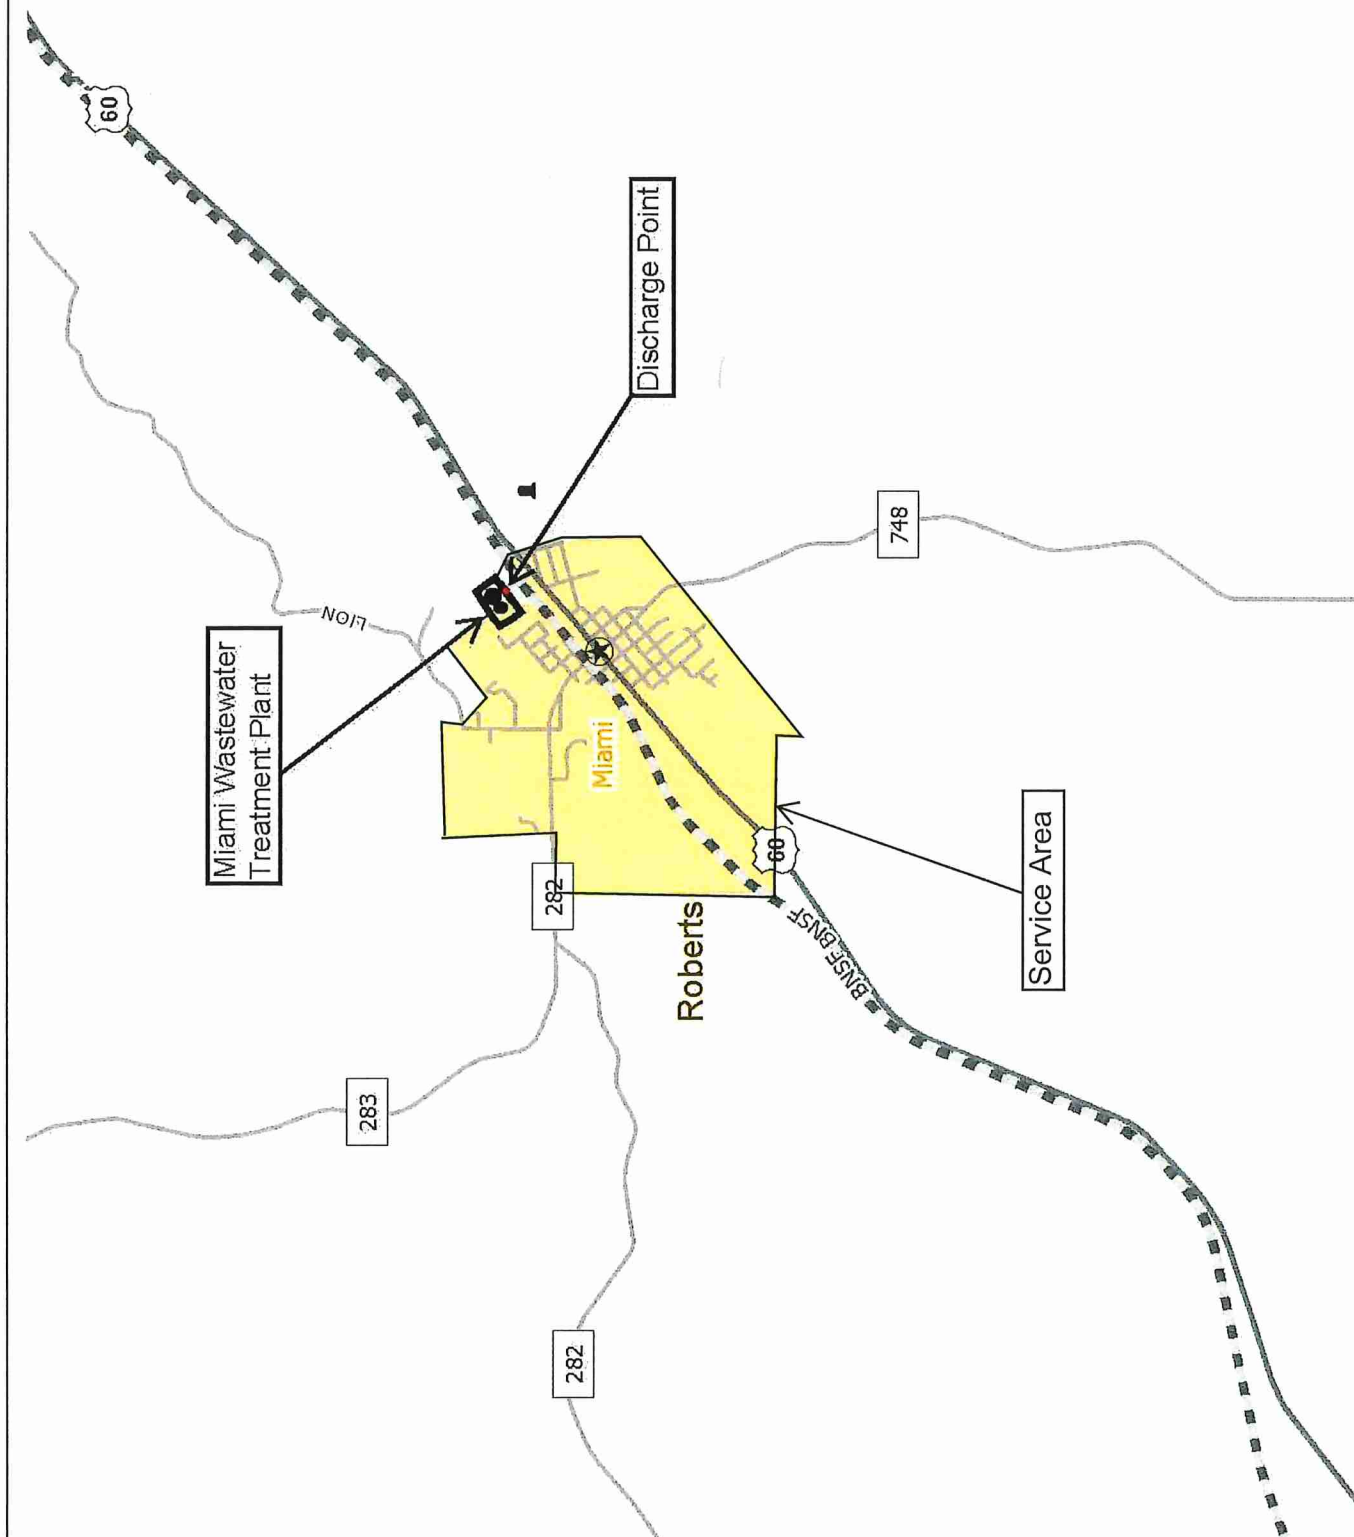 60
Discharge Point
748
LION
Miami Wastewater
Treatment Plant
Miami
60
Service Area
282
Roberts
BNSF BNSF
283
282